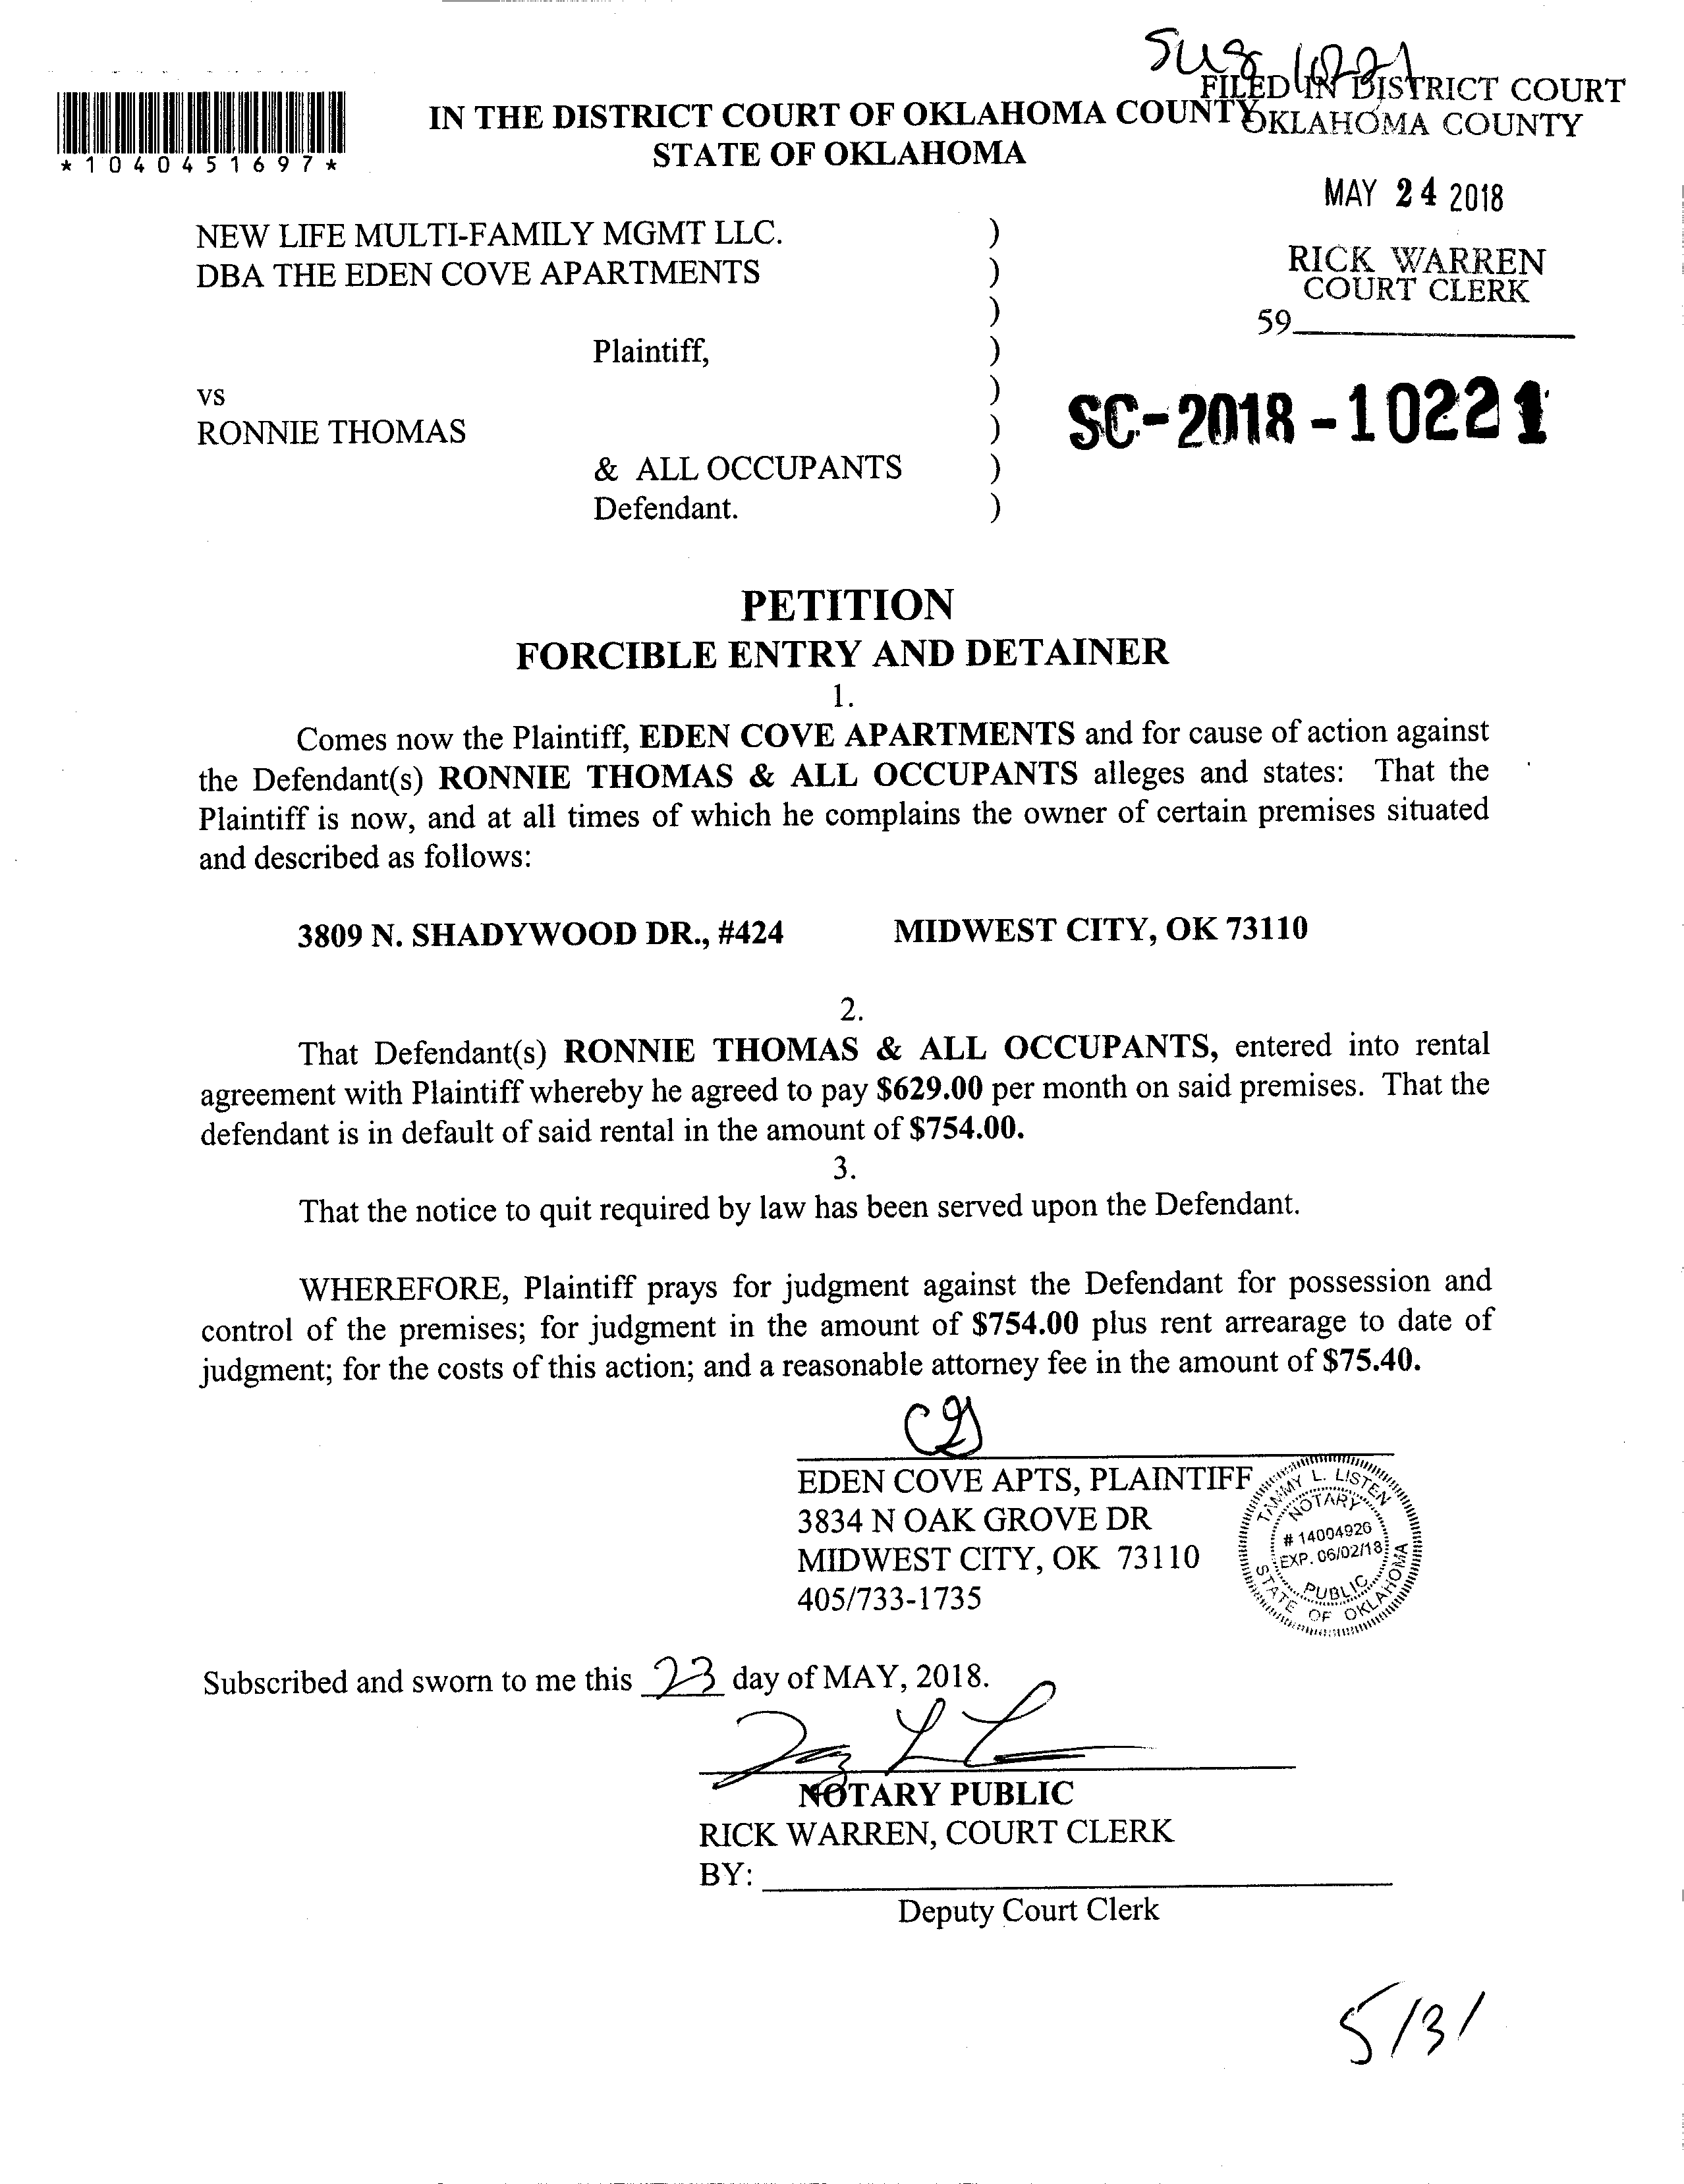 FILED IN DISTRICT COURT
OKLAHOMA COUNTY
IN THE DISTRICT COURT OF OKLAHOMA COUNTY
STATE OF OKLAHOMA
*1040451697*
MAY 24 2018
RICK WARREN
COURT CLERK
59
SC-2018-10221
NEW LIFE MULTI-FAMILY MGMT LLC. )
DBA THE EDEN COVE APARTMENTS )
)
Plaintiff, )
vs )
RONNIE THOMAS )
& ALL OCCUPANTS )
Defendant. )
PETITION
FORCIBLE ENTRY AND DETAINER
1.
Comes now the Plaintiff, EDEN COVE APARTMENTS and for cause of action against
the Defendant(s) RONNIE THOMAS & ALL OCCUPANTS alleges and states: That the
Plaintiff is now, and at all times of which he complains the owner of certain premises situated
and described as follows:
3809 N. SHADYWOOD DR., #424 MIDWEST CITY, OK 73110
2.
That Defendant(s) RONNIE THOMAS & ALL OCCUPANTS, entered into rental
agreement with Plaintiff whereby he agreed to pay $629.00 per month on said premises. That the
defendant is in default of said rental in the amount of $754.00.
3.
That the notice to quit required by law has been served upon the Defendant.
WHEREFORE, Plaintiff prays for judgment against the Defendant for possession and
control of the premises; for judgment in the amount of $754.00 plus rent arrearage to date of
judgment; for the costs of this action; and a reasonable attorney fee in the amount of $75.40.
EDEN COVE APTS, PLAINTIFF
3834 N OAK GROVE DR
MIDWEST CITY, OK 73110
405/733-1735
TAMMY L. LISTEN
NOTARY
# 14004926
EXP. 06/02/18
PUBLIC
STATE OF OKLAHOMA
Subscribed and sworn to me this 23 day of MAY, 2018.
NOTARY PUBLIC
RICK WARREN, COURT CLERK
BY:
Deputy Court Clerk
5/31